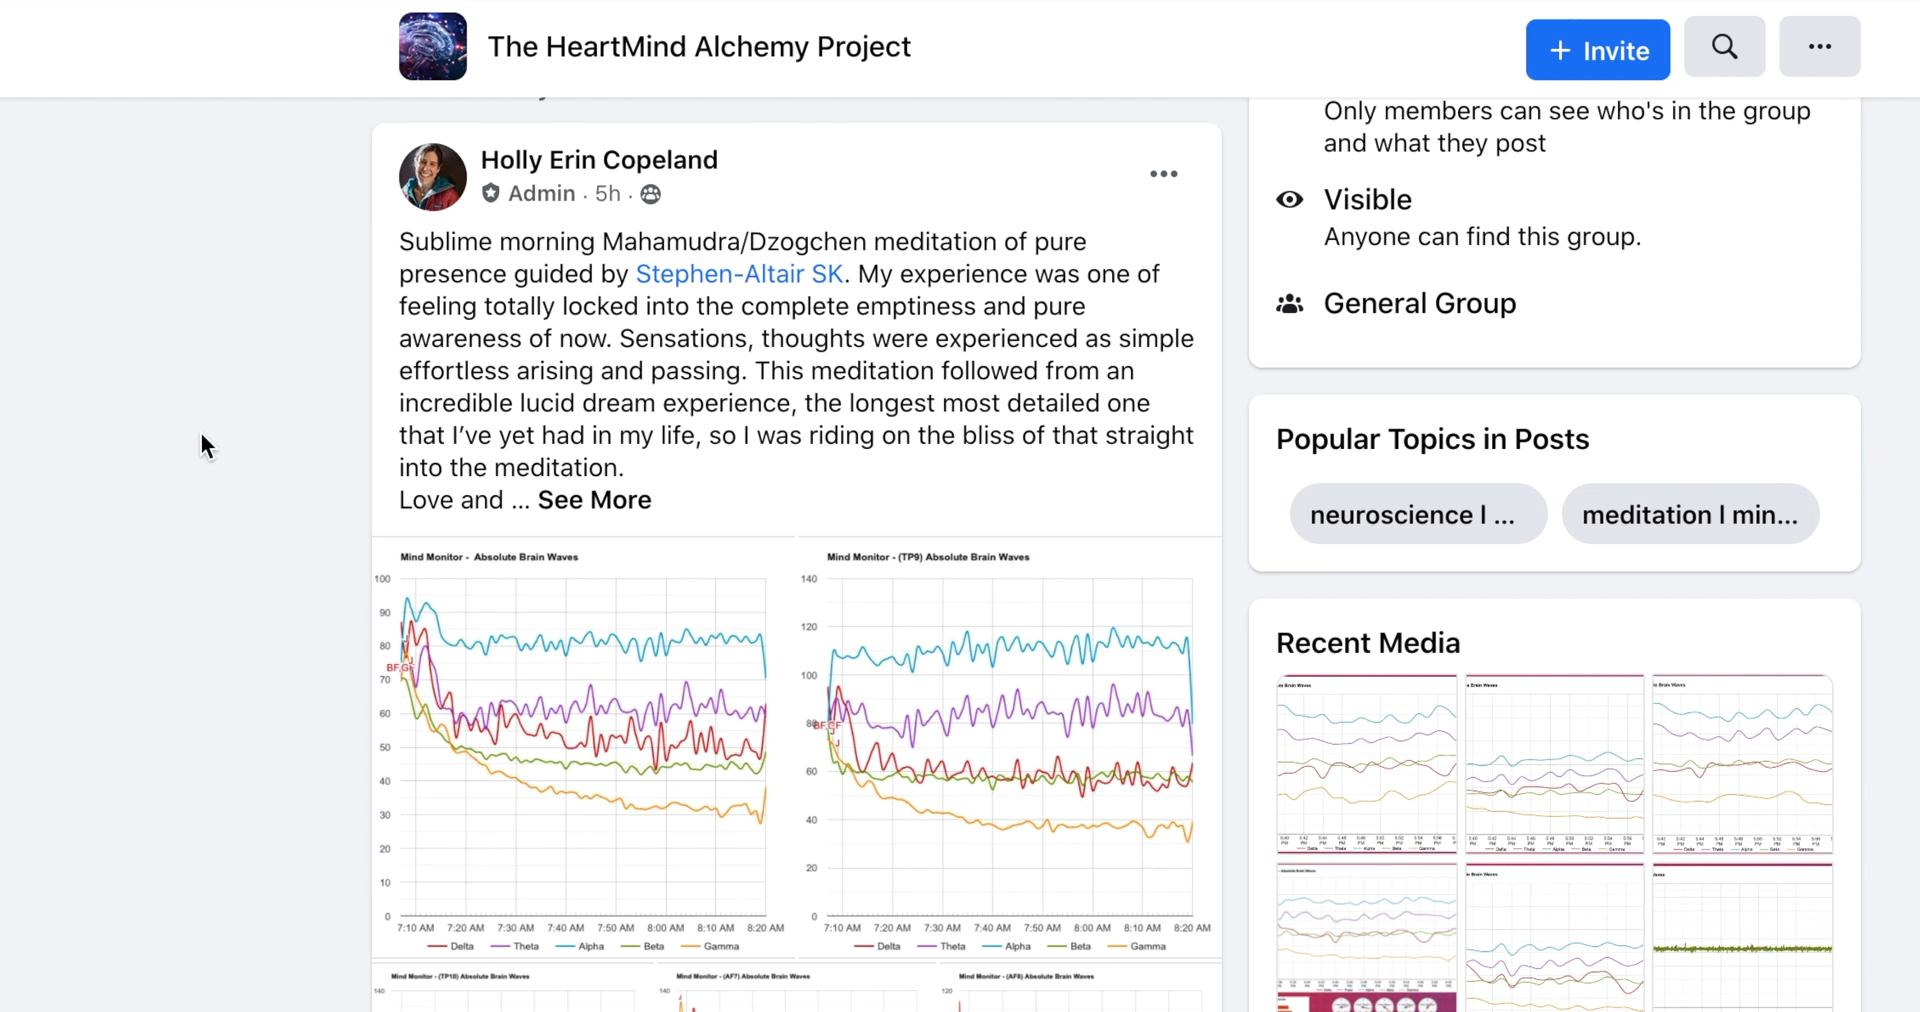 The HeartMind Alchemy Project
+ Invite
Holly Erin Copeland
Admin · 5h ·
Sublime morning Mahamudra/Dzogchen meditation of pure
presence guided by Stephen-Altair SK. My experience was one of
feeling totally locked into the complete emptiness and pure
awareness of now. Sensations, thoughts were experienced as simple
effortless arising and passing. This meditation followed from an
incredible lucid dream experience, the longest most detailed one
that I’ve yet had in my life, so I was riding on the bliss of that straight
into the meditation.
Love and ... See More
Mind Monitor - Absolute Brain Waves
100
90
80
70
60
50
40
30
20
10
0
7:10 AM 7:20 AM 7:30 AM 7:40 AM 7:50 AM 8:00 AM 8:10 AM 8:20 AM
Delta Theta Alpha Beta Gamma
Mind Monitor - (TP9) Absolute Brain Waves
140
120
100
80
60
40
20
0
7:10 AM 7:20 AM 7:30 AM 7:40 AM 7:50 AM 8:00 AM 8:10 AM 8:20 AM
Delta Theta Alpha Beta Gamma
Mind Monitor - (TP10) Absolute Brain Waves
140
Mind Monitor - (AF7) Absolute Brain Waves
140
Mind Monitor - (AF8) Absolute Brain Waves
120
Only members can see who's in the group
and what they post
Visible
Anyone can find this group.
General Group
Popular Topics in Posts
neuroscience I ...
meditation I min...
Recent Media